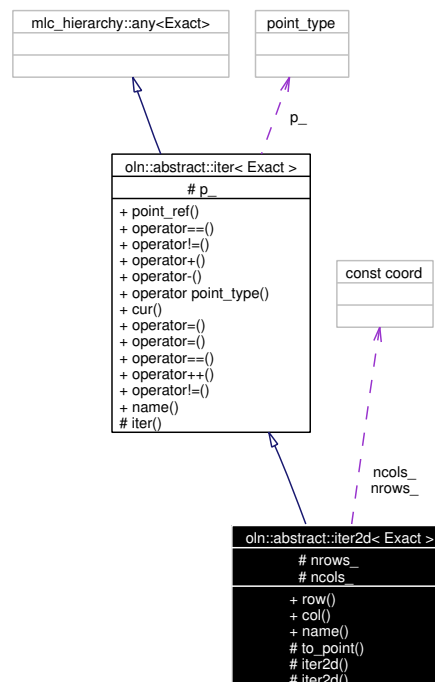 mlc_hierarchy::any<Exact>
point_type
p_
oln::abstract::iter< Exact >
# p_
+ point_ref()
+ operator==()
+ operator!=()
+ operator+()
+ operator-()
+ operator point_type()
+ cur()
+ operator=()
+ operator=()
+ operator==()
+ operator++()
+ operator!=()
+ name()
# iter()
const coord
ncols_
nrows_
oln::abstract::iter2d< Exact >
# nrows_
# ncols_
+ row()
+ col()
+ name()
# to_point()
# iter2d()
# iter2d()